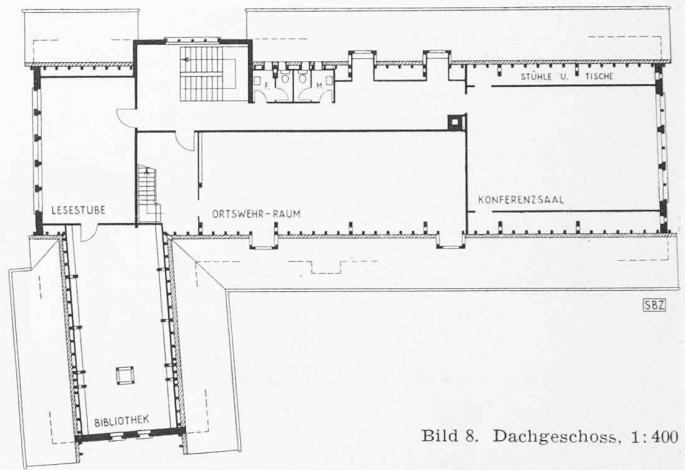 STÜHLE U. TISCHE
F.
M.
LESESTUBE
ORTSWEHR-RAUM
KONFERENZSAAL
SBZ
BIBLIOTHEK
Bild 8. Dachgeschoss, 1:400